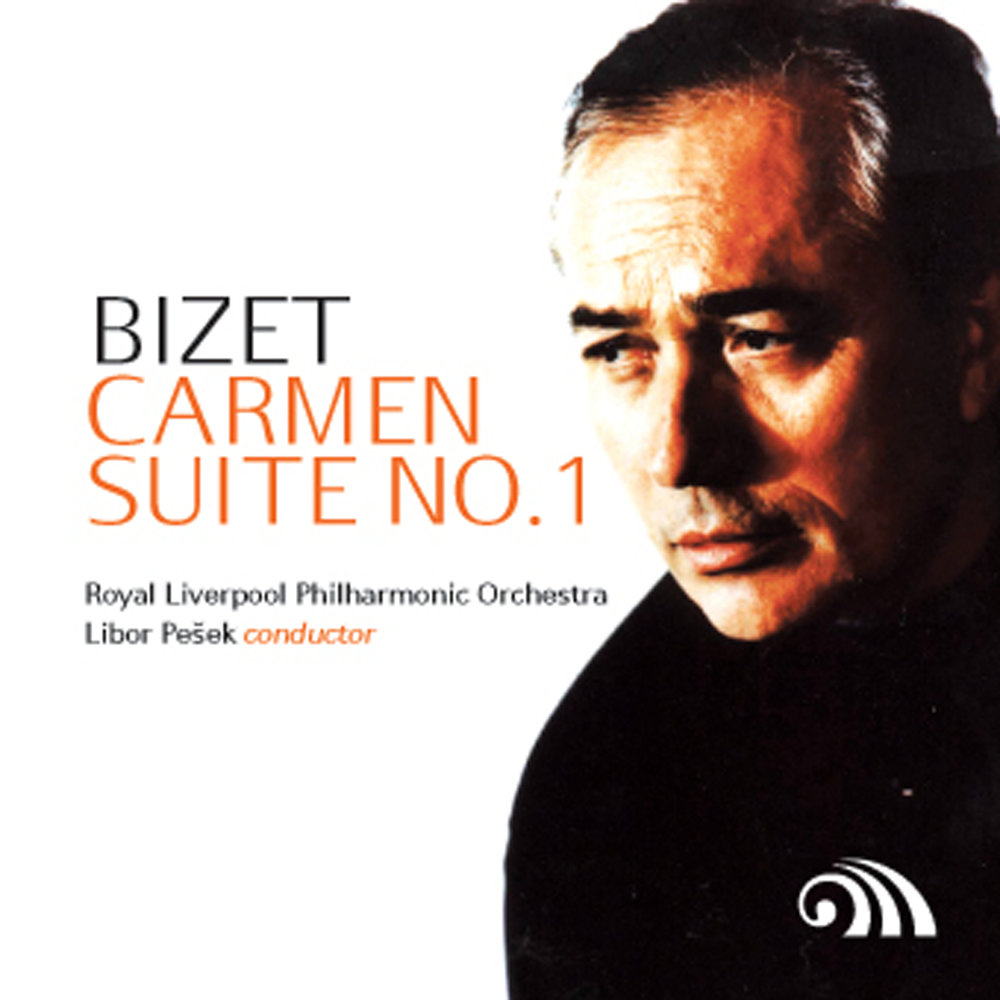 BIZET
CARMEN
SUITE NO.1
Royal Liverpool Philharmonic Orchestra
Libor Pešek conductor